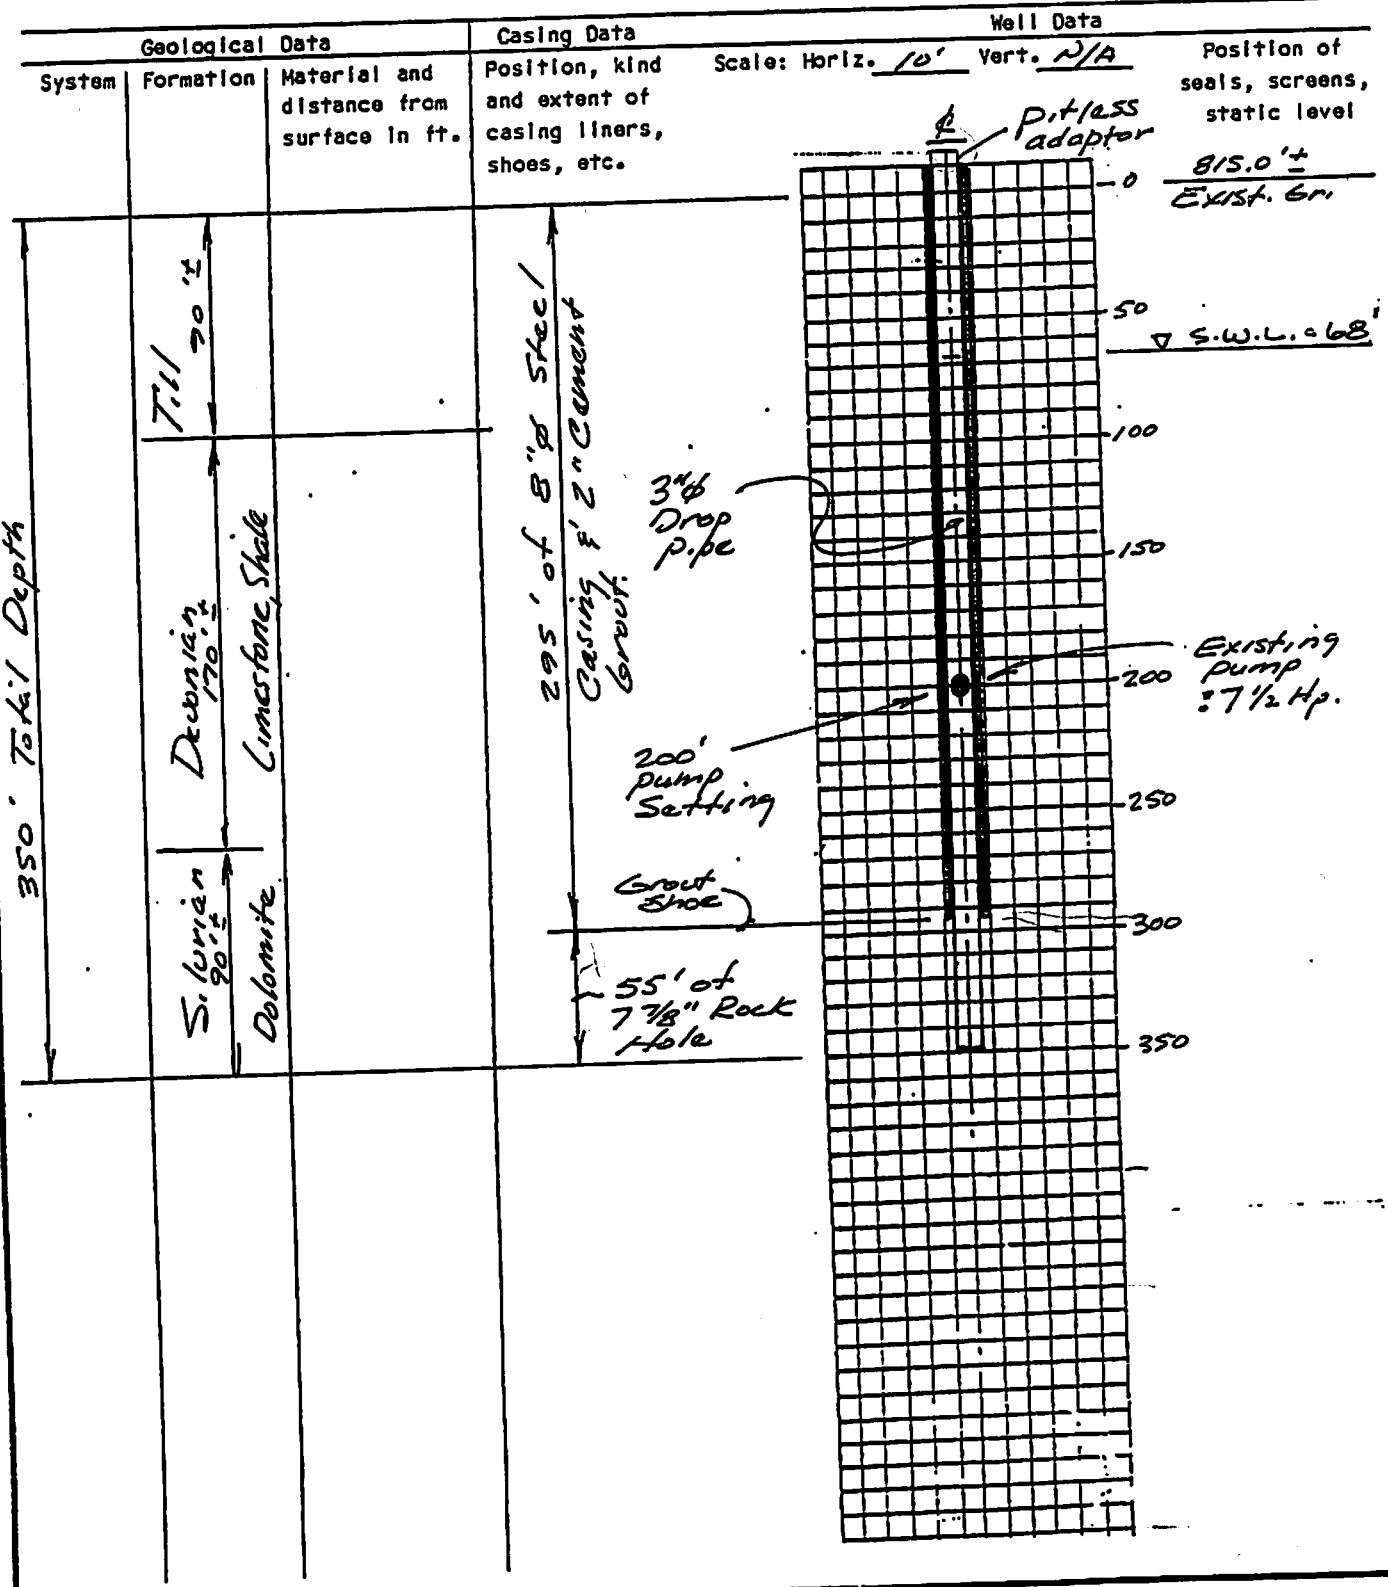 Geological Data
Casing Data
Well Data
System
Formation
Material and
distance from
surface in ft.
Position, kind
and extent of
casing liners,
shoes, etc.
Scale: Horiz. 10' Vert. N/A
Position of
seals, screens,
static level
Pitless
adaptor
0
815.0'±
Exist. Gr.
50
S.W.L. = 68'
100
150
200
250
300
350
350' Total Depth
Till
90'±
Devonian
170'±
Limestone, Shale
Silurian
90'±
Dolomite
295' of 8"ø Steel
Casing & 2" Cement
Grout.
3"ø
Drop
Pipe
200'
pump
Setting
Existing
pump
= 7 1/2 Hp.
Grout
Shoe
55' of
7 7/8" Rock
Hole